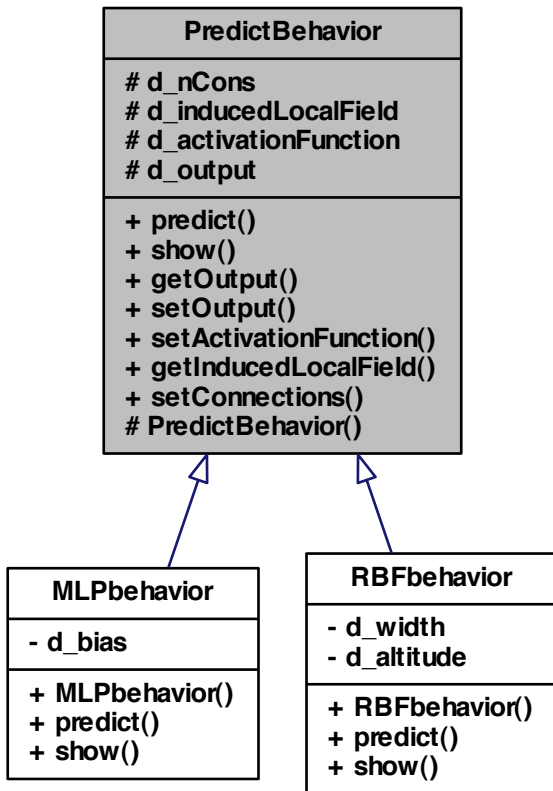 PredictBehavior
# d_nCons
# d_inducedLocalField
# d_activationFunction
# d_output
+ predict()
+ show()
+ getOutput()
+ setOutput()
+ setActivationFunction()
+ getInducedLocalField()
+ setConnections()
# PredictBehavior()
MLPbehavior
- d_bias
+ MLPbehavior()
+ predict()
+ show()
RBFbehavior
- d_width
- d_altitude
+ RBFbehavior()
+ predict()
+ show()